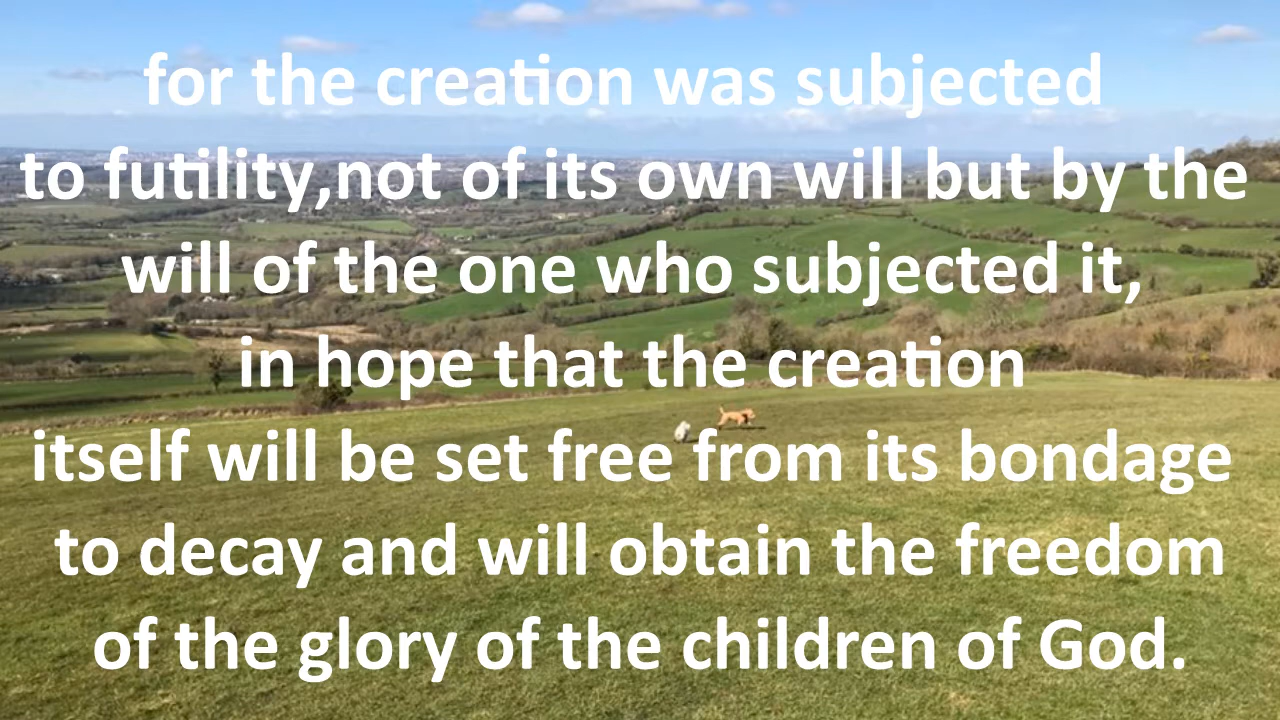 for the creation was subjected
to futility,not of its own will but by the
will of the one who subjected it,
in hope that the creation
itself will be set free from its bondage
to decay and will obtain the freedom
of the glory of the children of God.